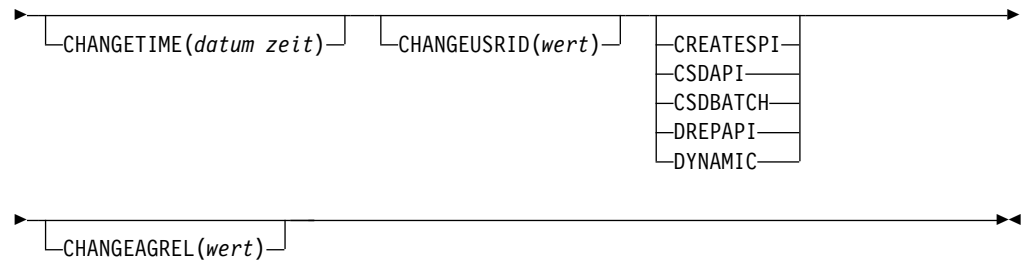 CHANGETIME(datum zeit)
CHANGEUSRID(wert)
CREATESPI
CSDAPI
CSDBATCH
DREPAPI
DYNAMIC
CHANGEAGREL(wert)